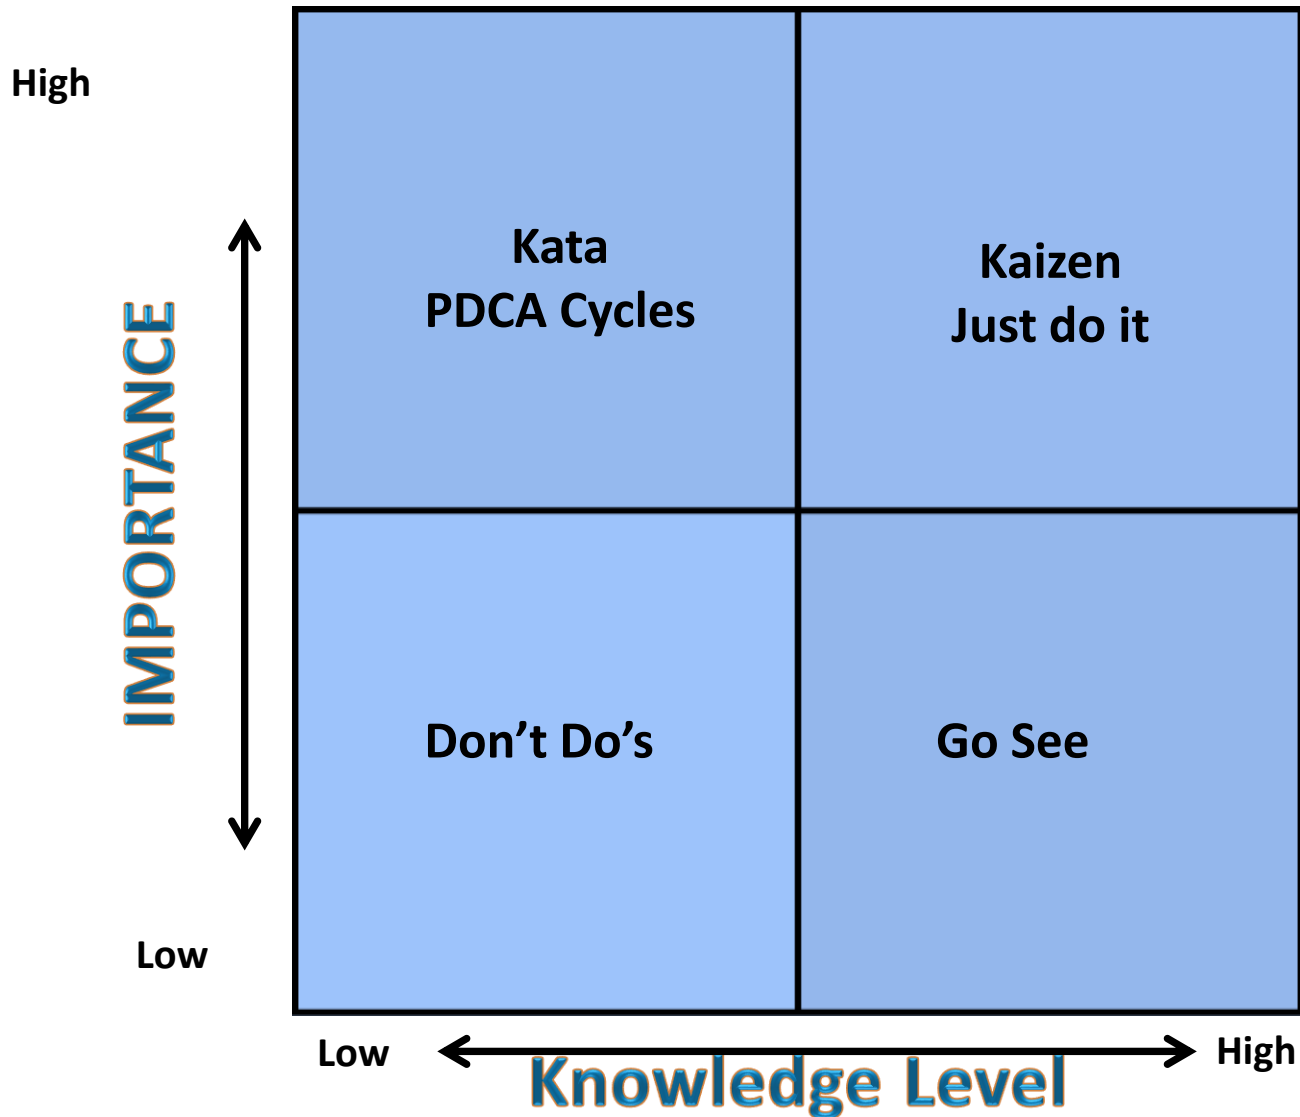 High
Kata
PDCA Cycles
Kaizen
Just do it
IMPORTANCE
Don’t Do’s
Go See
Low
Low
High
Knowledge Level